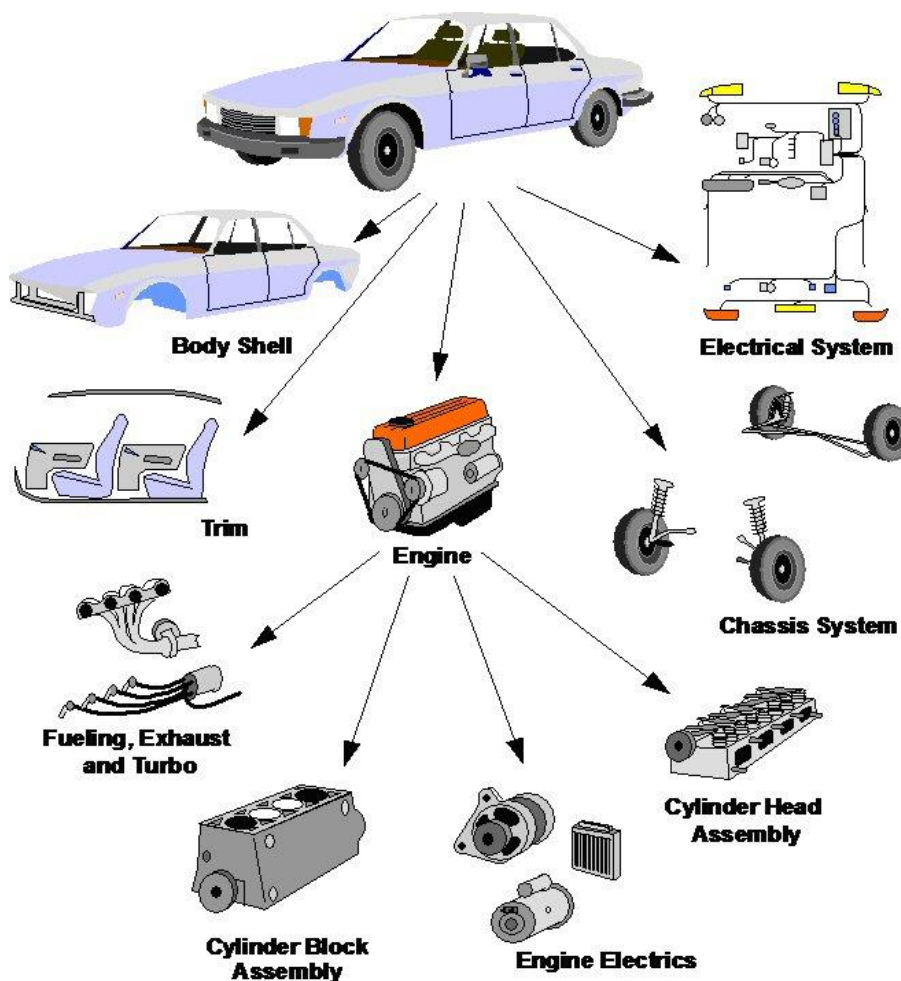 Body Shell
Electrical System
Trim
Engine
Chassis System
Fueling, Exhaust
and Turbo
Cylinder Head
Assembly
Cylinder Block
Assembly
Engine Electrics